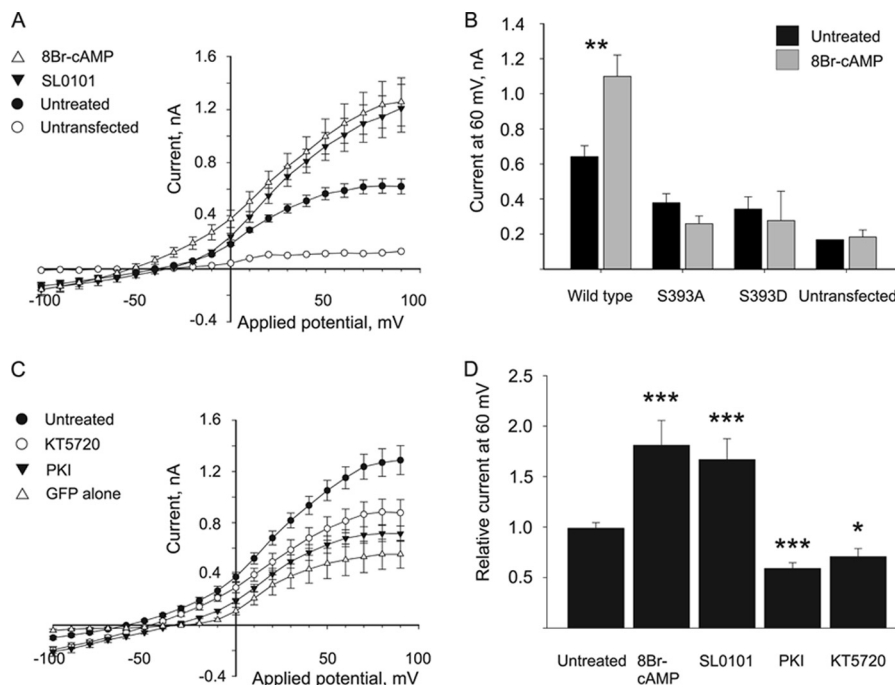 A
8Br-cAMP
SL0101
Untreated
Untransfected
Current, nA
1.6
1.2
0.8
0.4
-0.4
-100
-50
50
100
Applied potential, mV
B
Untreated
8Br-cAMP
**
Current at 60 mV, nA
1.4
1.2
1.0
0.8
0.6
0.4
0.2
Wild type S393A S393D Untransfected
C
Untreated
KT5720
PKI
GFP alone
Current, nA
1.6
1.2
0.8
0.4
-0.4
-100
-50
50
100
Applied potential, mV
D
Relative current at 60 mV
2.5
2.0
1.5
1.0
0.5
***
***
***
*
Untreated 8Br-cAMP SL0101 PKI KT5720